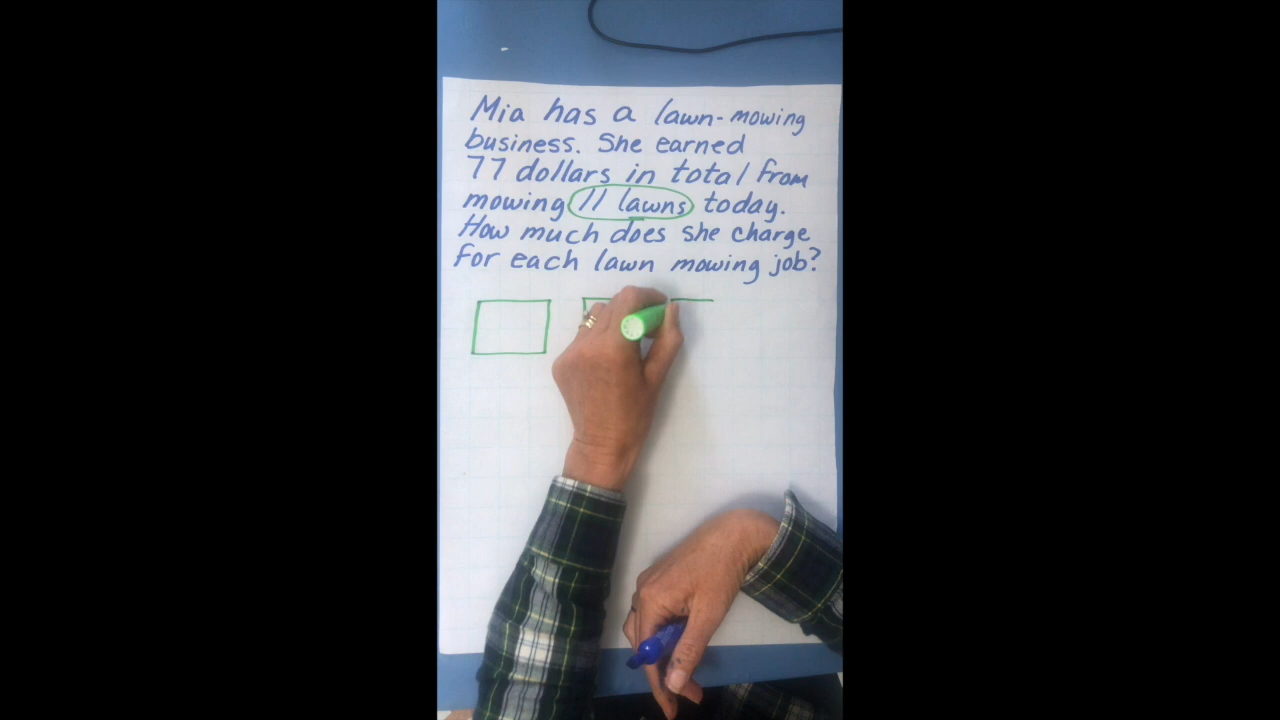 Mia has a lawn-mowing
business. She earned
77 dollars in total from
mowing 11 lawns today.
How much does she charge
for each lawn mowing job?